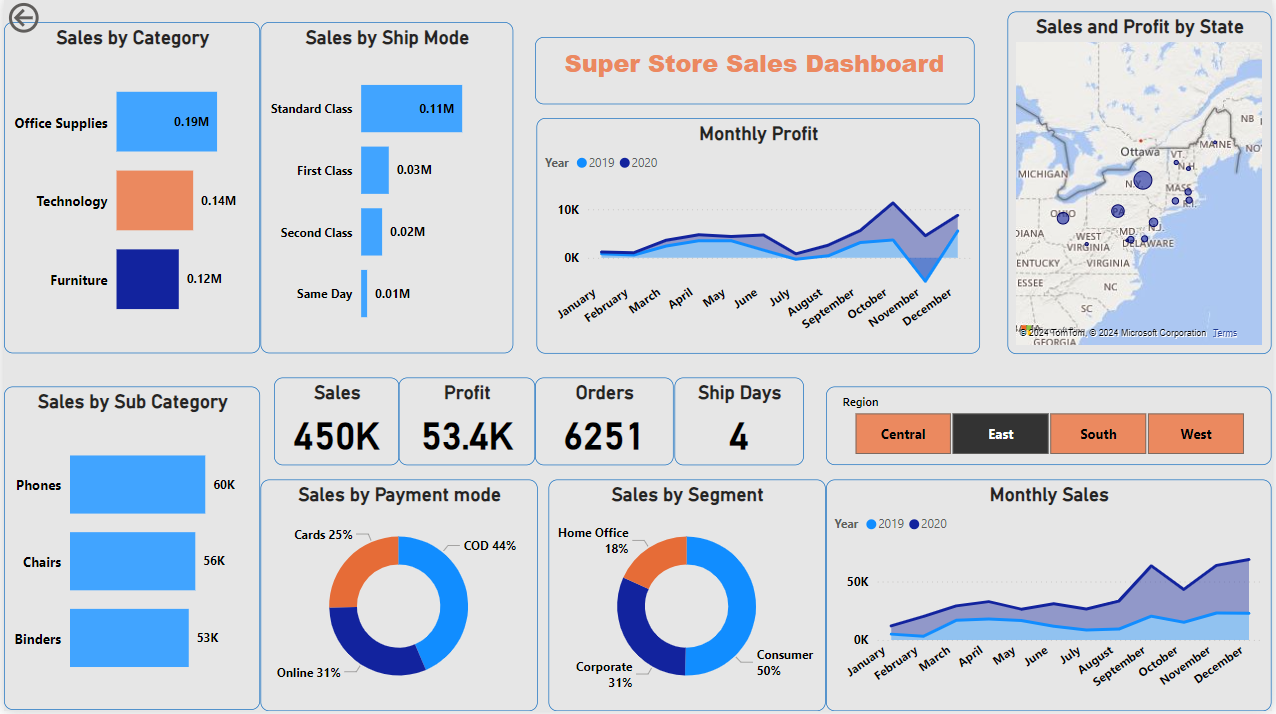 Sales by Category
Office Supplies 0.19M
Technology 0.14M
Furniture 0.12M
Sales by Ship Mode
Standard Class 0.11M
First Class 0.03M
Second Class 0.02M
Same Day 0.01M
Super Store Sales Dashboard
Monthly Profit
Year 2019 2020
10K
0K
January February March April May June July August September October November December
Sales and Profit by State
NB
MAINE
NO
Ottawa
VT.
N.H.
MICHIGAN
N.Y.
MASS.
R.I.
OHIO
PA
N.J.
DIANA
WEST
VIRGINIA
MD.
DELAWARE
ENTUCKY
VIRGINIA
ESSEE
NC
SC
GEORGIA
© 2024 TomTom, © 2024 Microsoft Corporation Terms
Sales by Sub Category
Phones 60K
Chairs 56K
Binders 53K
Sales
450K
Profit
53.4K
Orders
6251
Ship Days
4
Region
Central East South West
Sales by Payment mode
Cards 25%
COD 44%
Online 31%
Sales by Segment
Home Office
18%
Consumer
50%
Corporate
31%
Monthly Sales
Year 2019 2020
50K
0K
January February March April May June July August September October November December